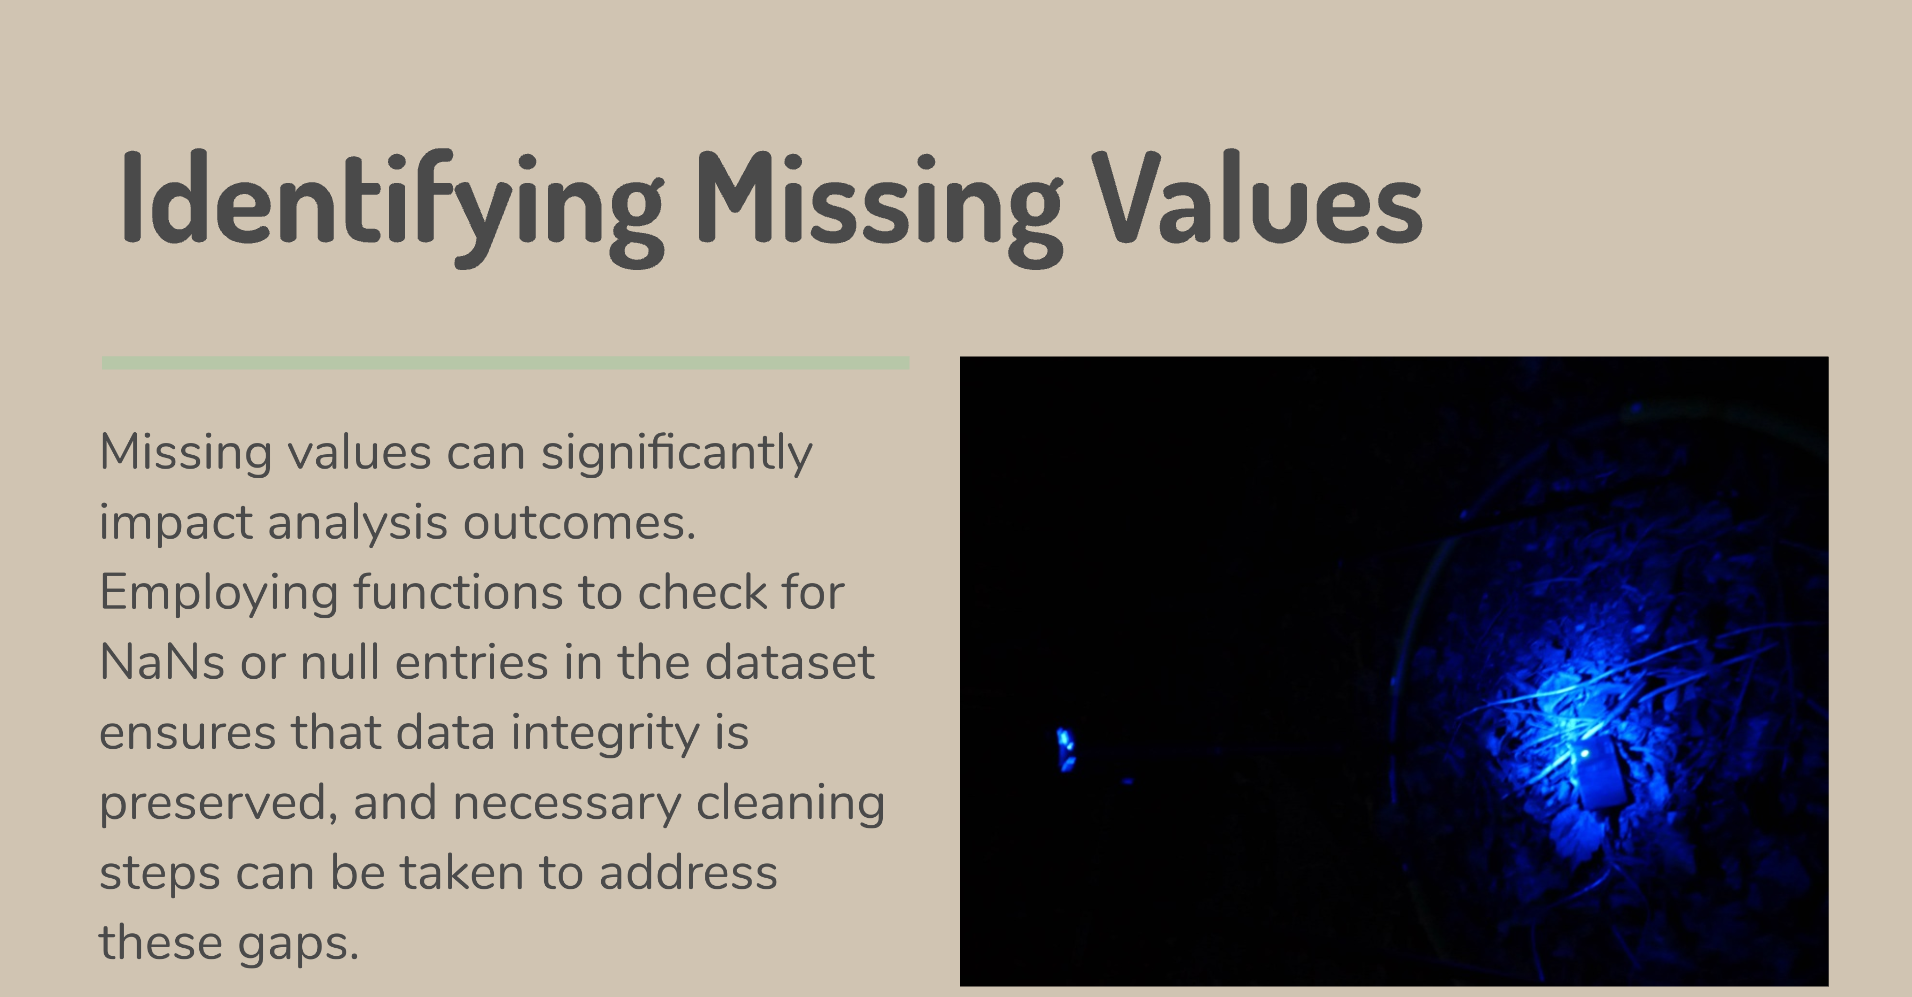 Identifying Missing Values
Missing values can significantly
impact analysis outcomes.
Employing functions to check for
NaNs or null entries in the dataset
ensures that data integrity is
preserved, and necessary cleaning
steps can be taken to address
these gaps.